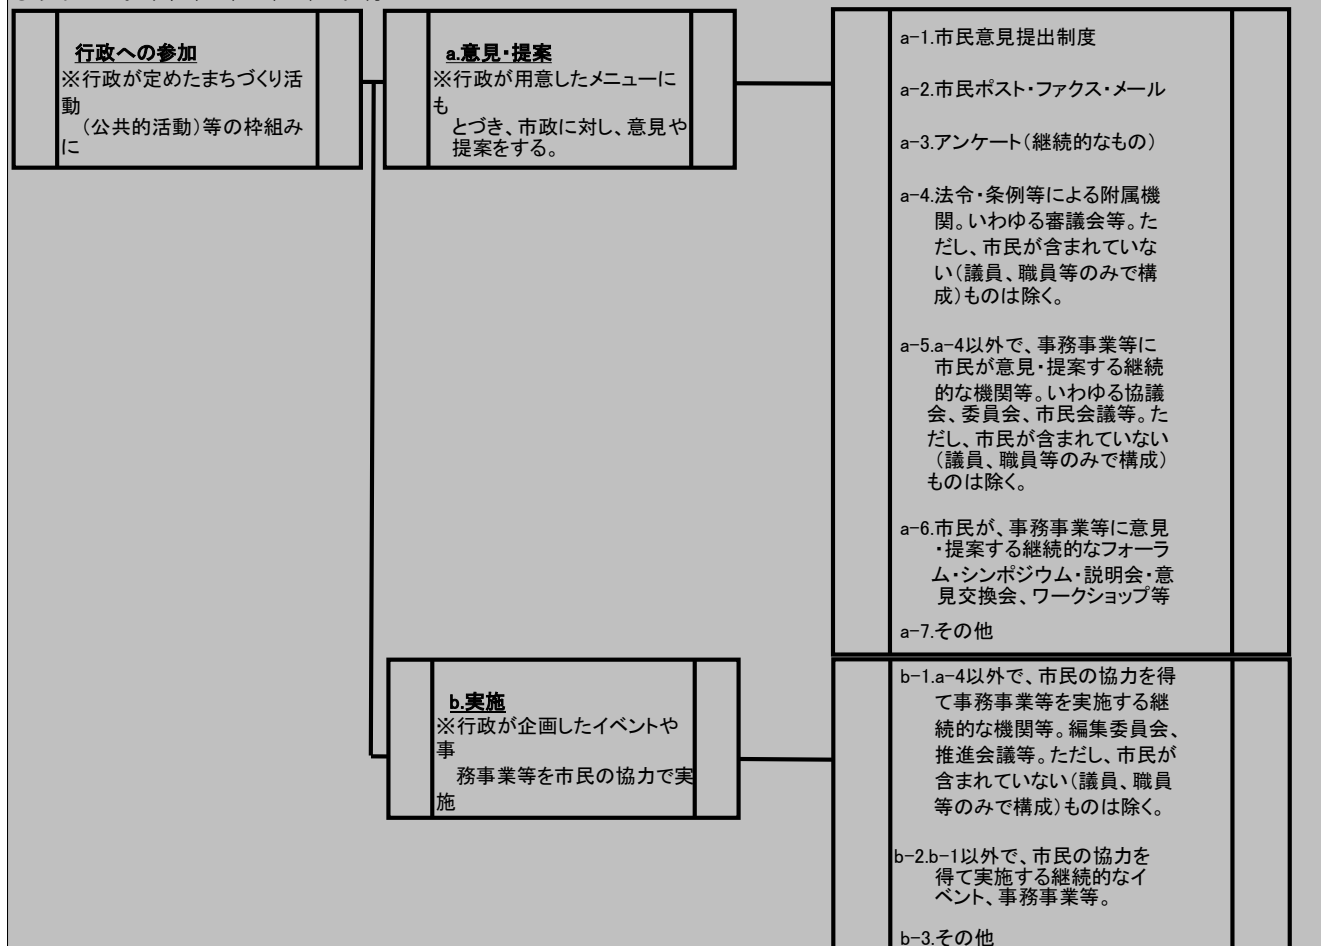 行政への参加
※行政が定めたまちづくり活
動
(公共的活動)等の枠組み
に
a.意見・提案
※行政が用意したメニューに
も
とづき、市政に対し、意見や
提案をする。
a-1.市民意見提出制度
a-2.市民ポスト・ファクス・メール
a-3.アンケート(継続的なもの)
a-4.法令・条例等による附属機
関。いわゆる審議会等。た
だし、市民が含まれていな
い(議員、職員等のみで構
成)ものは除く。
a-5.a-4以外で、事務事業等に
市民が意見・提案する継続
的な機関等。いわゆる協議
会、委員会、市民会議等。た
だし、市民が含まれていない
(議員、職員等のみで構成)
ものは除く。
a-6.市民が、事務事業等に意見
・提案する継続的なフォーラ
ム・シンポジウム・説明会・意
見交換会、ワークショップ等
a-7.その他
b.実施
※行政が企画したイベントや
事
務事業等を市民の協力で実
施
b-1.a-4以外で、市民の協力を得
て事務事業等を実施する継
続的な機関等。編集委員会、
推進会議等。ただし、市民が
含まれていない(議員、職員
等のみで構成)ものは除く。
b-2.b-1以外で、市民の協力を
得て実施する継続的なイ
ベント、事務事業等。
b-3.その他